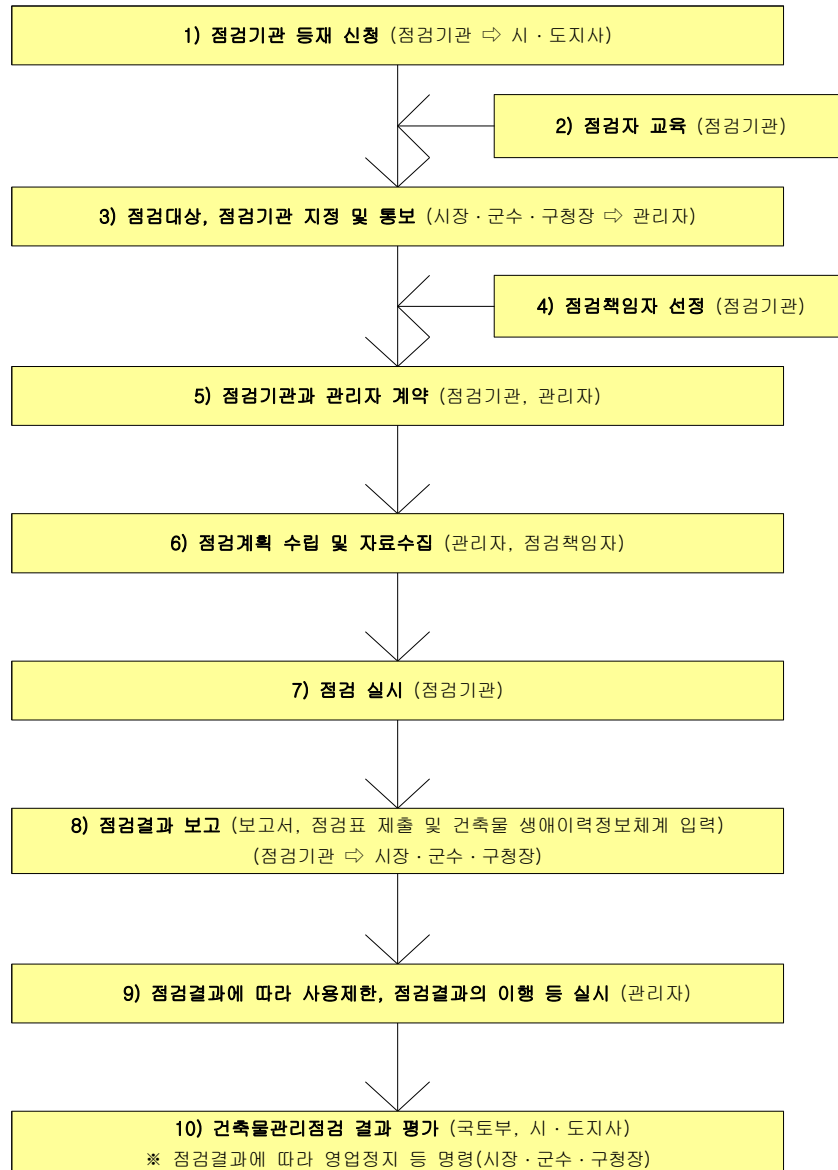 1) 점검기관 등재 신청 (점검기관 ⇨ 시 · 도지사)
2) 점검자 교육 (점검기관)
3) 점검대상, 점검기관 지정 및 통보 (시장 · 군수 · 구청장 ⇨ 관리자)
4) 점검책임자 선정 (점검기관)
5) 점검기관과 관리자 계약 (점검기관, 관리자)
6) 점검계획 수립 및 자료수집 (관리자, 점검책임자)
7) 점검 실시 (점검기관)
8) 점검결과 보고 (보고서, 점검표 제출 및 건축물 생애이력정보체계 입력)
(점검기관 ⇨ 시장 · 군수 · 구청장)
9) 점검결과에 따라 사용제한, 점검결과의 이행 등 실시 (관리자)
10) 건축물관리점검 결과 평가 (국토부, 시 · 도지사)
※ 점검결과에 따라 영업정지 등 명령(시장 · 군수 · 구청장)